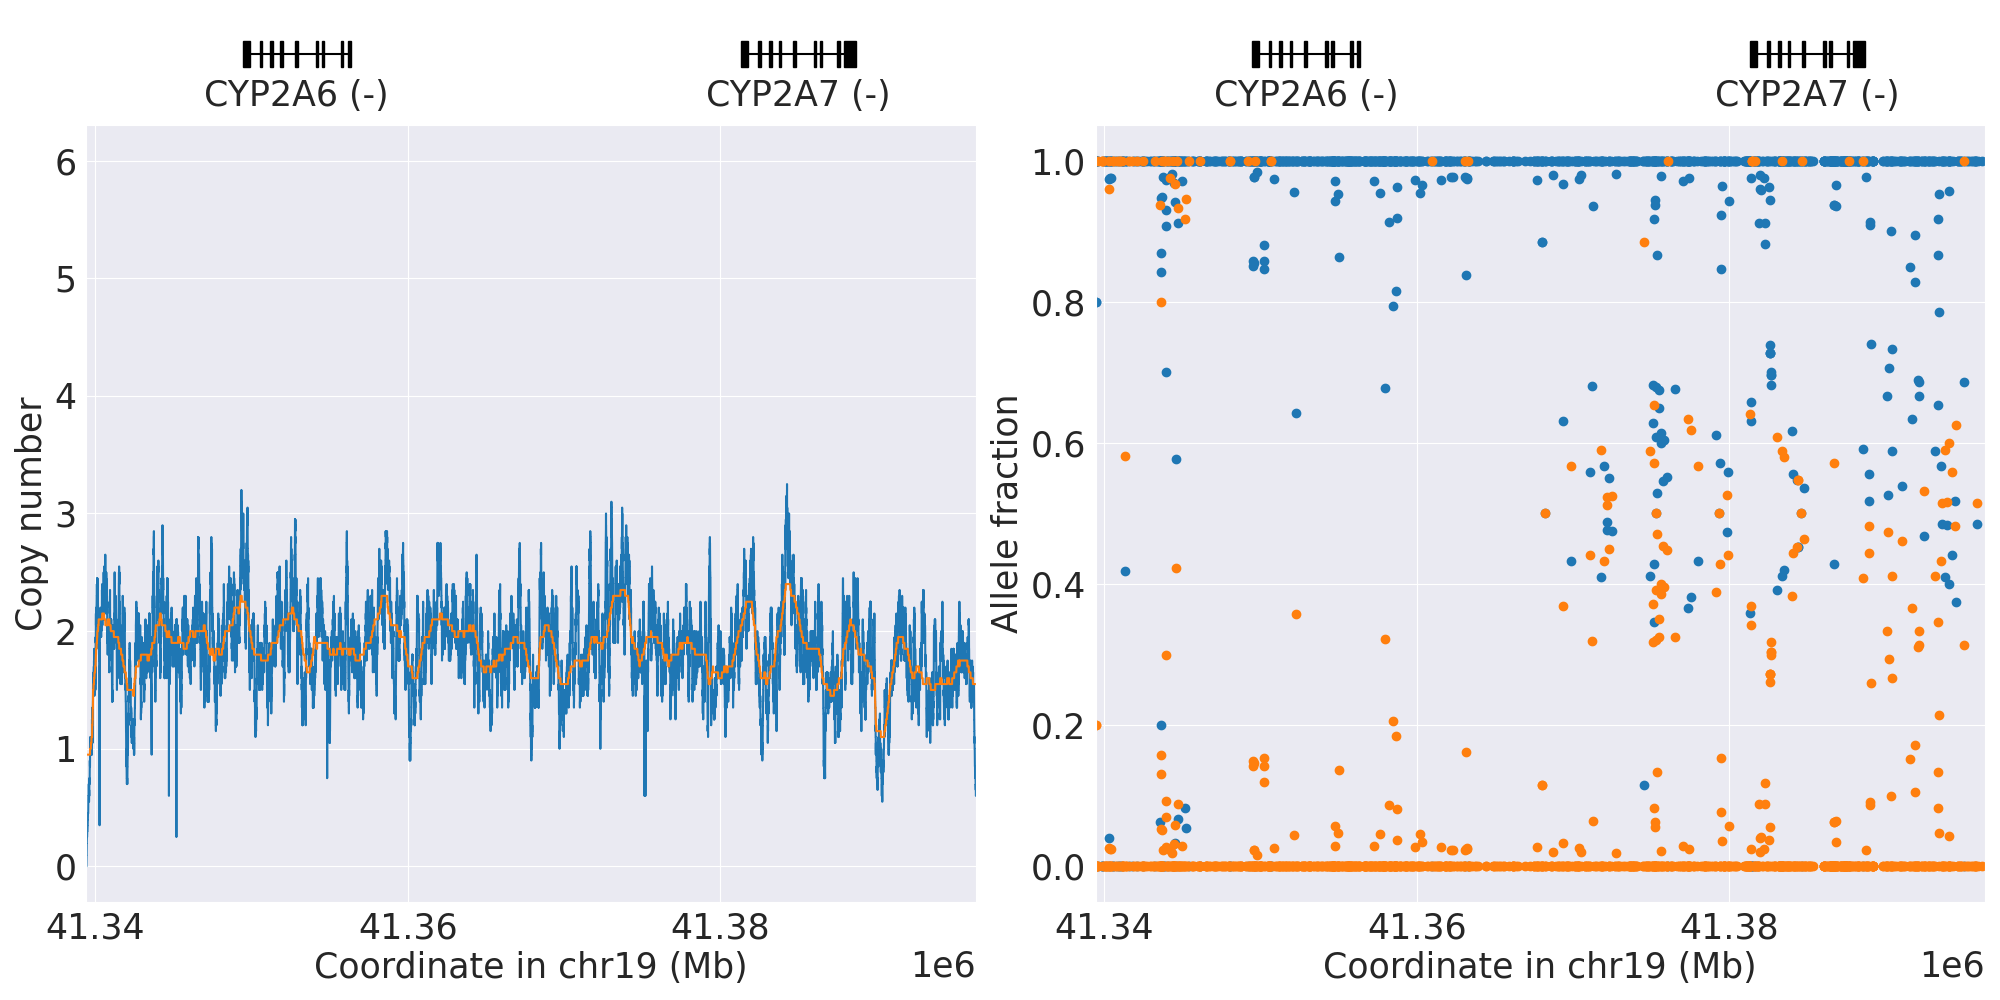 CYP2A6 (-)
CYP2A7 (-)
6
5
4
3
2
1
0
Copy number
41.34
41.36
41.38
Coordinate in chr19 (Mb)
1e6
CYP2A6 (-)
CYP2A7 (-)
1.0
0.8
0.6
0.4
0.2
0.0
Allele fraction
41.34
41.36
41.38
Coordinate in chr19 (Mb)
1e6